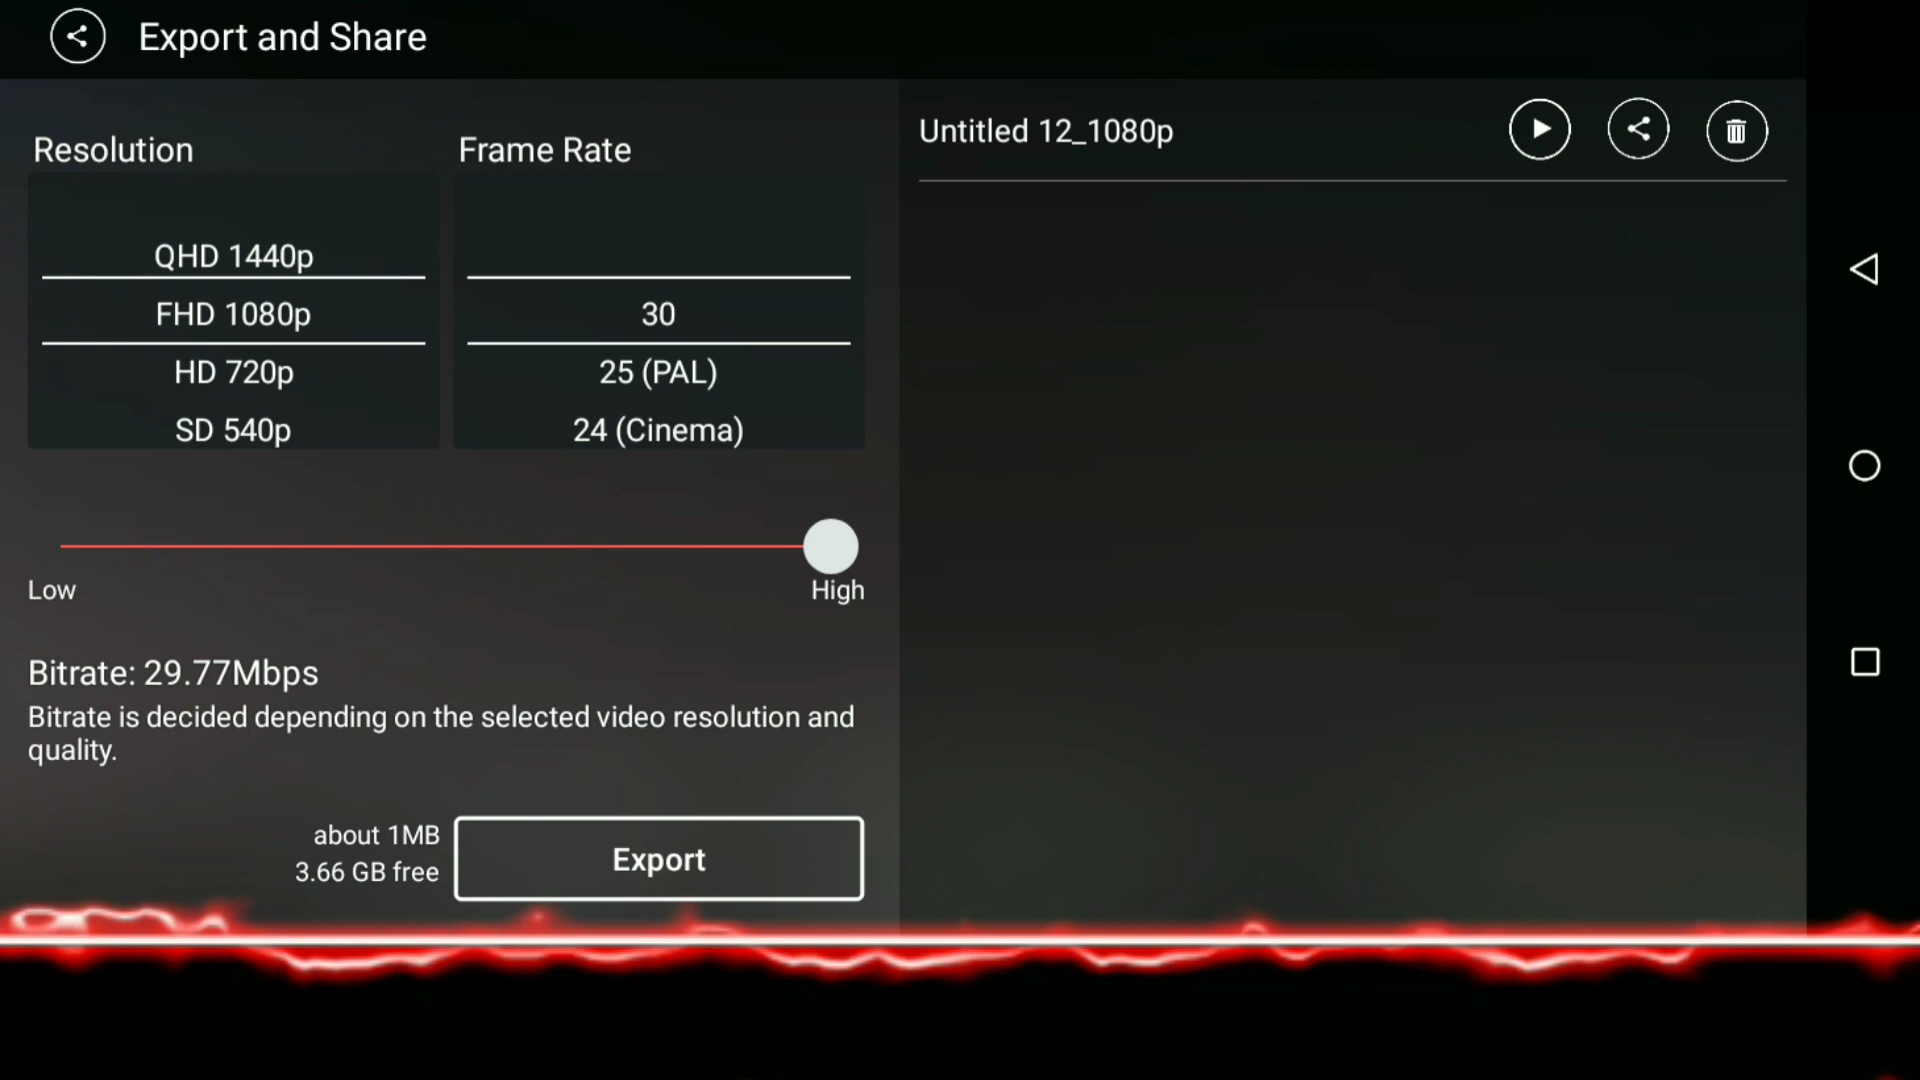 Export and Share
Resolution
Frame Rate
QHD 1440p
FHD 1080p
HD 720p
SD 540p
30
25 (PAL)
24 (Cinema)
Low
High
Bitrate: 29.77Mbps
Bitrate is decided depending on the selected video resolution and
quality.
about 1MB
3.66 GB free
Export
Untitled 12_1080p